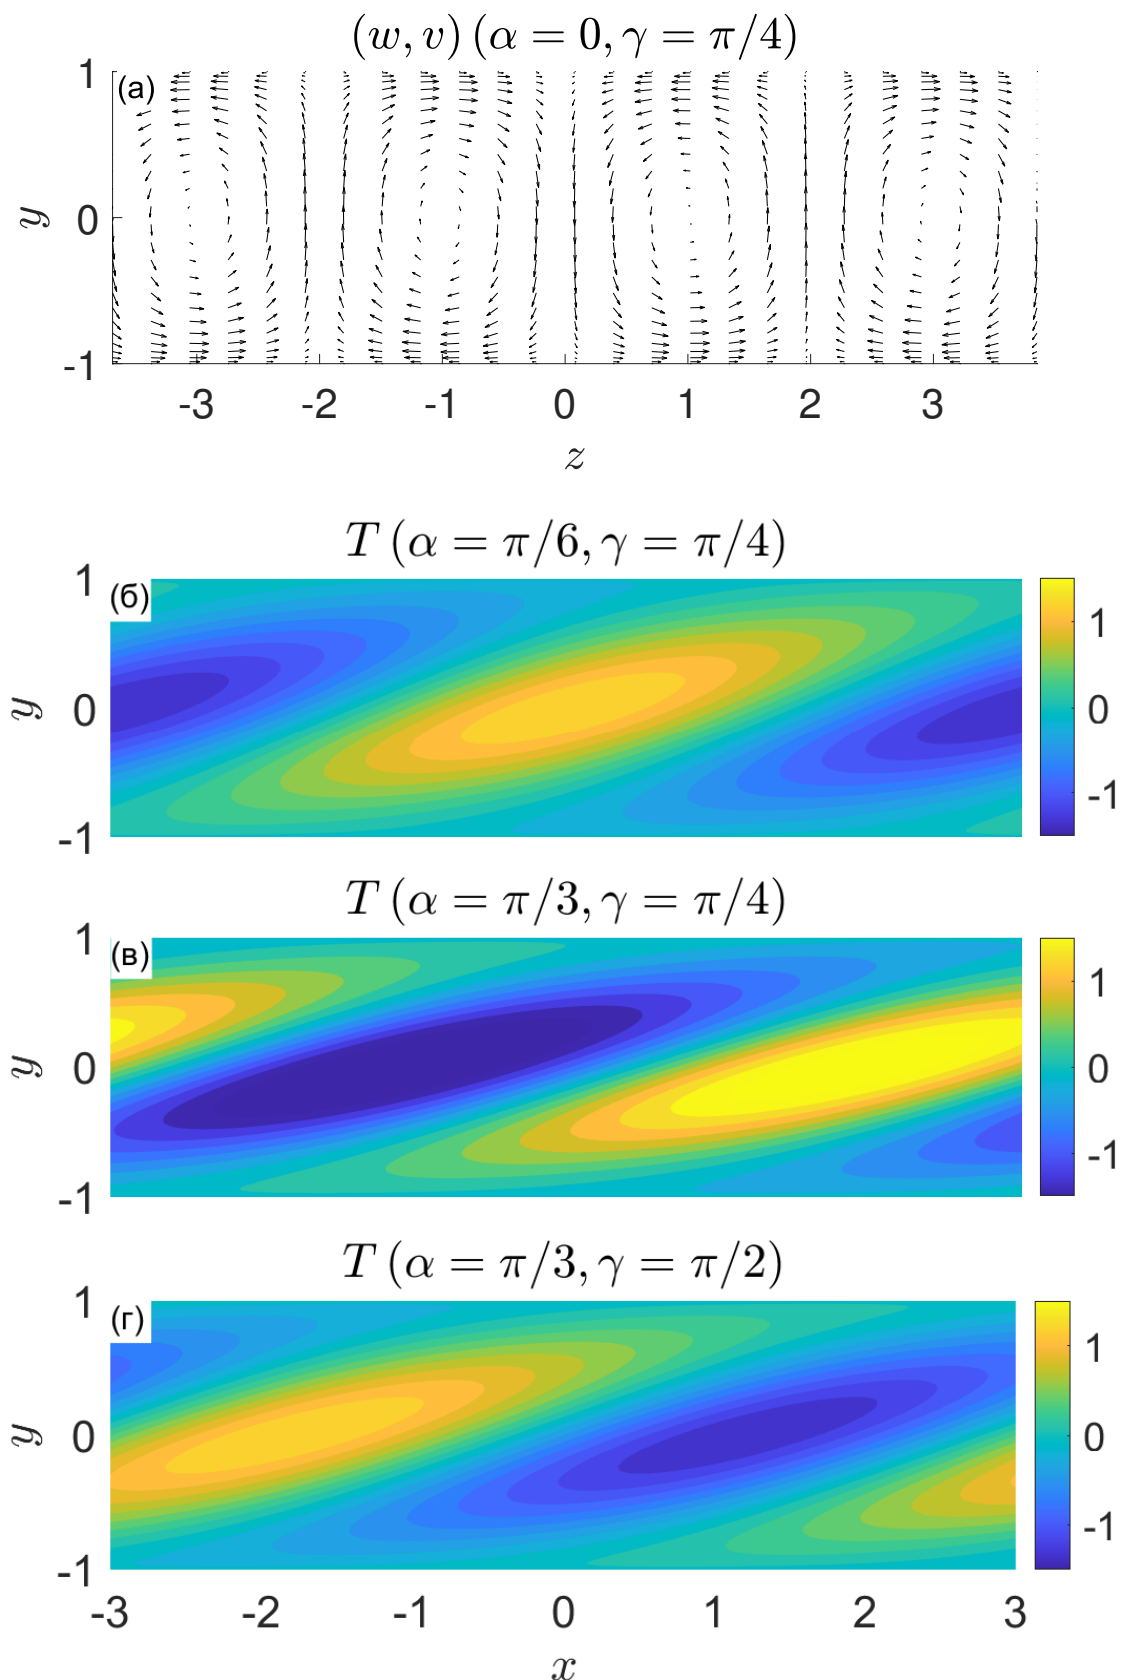 (w, v) (α = 0, γ = π/4)
(а)
1
0
-1
y
-3 -2 -1 0 1 2 3
z
T (α = π/6, γ = π/4)
(б)
1
0
-1
y
1
0
-1
T (α = π/3, γ = π/4)
(в)
1
0
-1
y
1
0
-1
T (α = π/3, γ = π/2)
(г)
1
0
-1
y
1
0
-1
-3 -2 -1 0 1 2 3
x